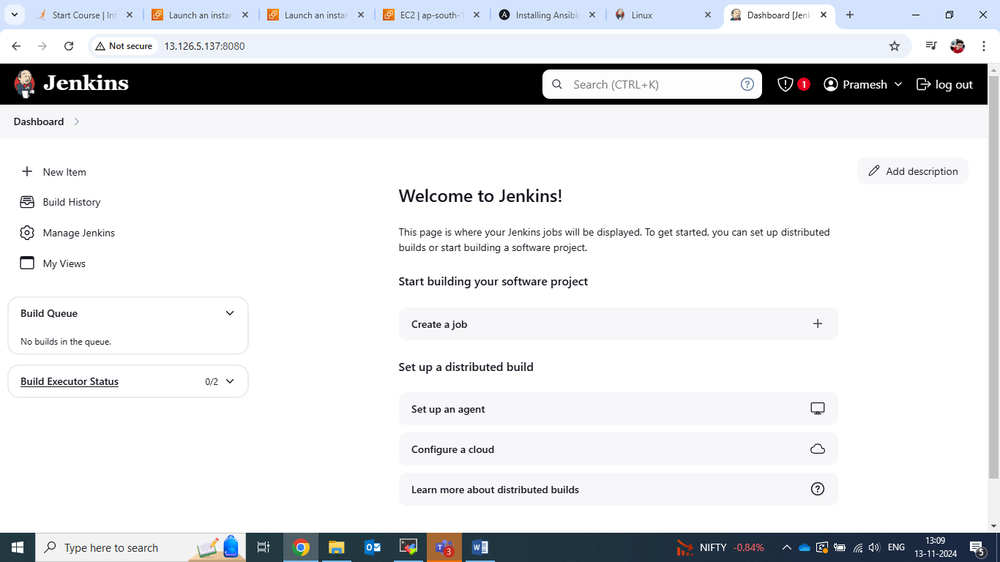 Start Course | Int
Launch an instan
Launch an instan
EC2 | ap-south-1
Installing Ansible
Linux
Dashboard [Jenk
Not secure
13.126.5.137:8080
Jenkins
Search (CTRL+K)
1
Pramesh
log out
Dashboard
New Item
Build History
Manage Jenkins
My Views
Build Queue
No builds in the queue.
Build Executor Status
0/2
Add description
Welcome to Jenkins!
This page is where your Jenkins jobs will be displayed. To get started, you can set up distributed
builds or start building a software project.
Start building your software project
Create a job
Set up a distributed build
Set up an agent
Configure a cloud
Learn more about distributed builds
Type here to search
3
NIFTY -0.84%
ENG
13:09
13-11-2024
5